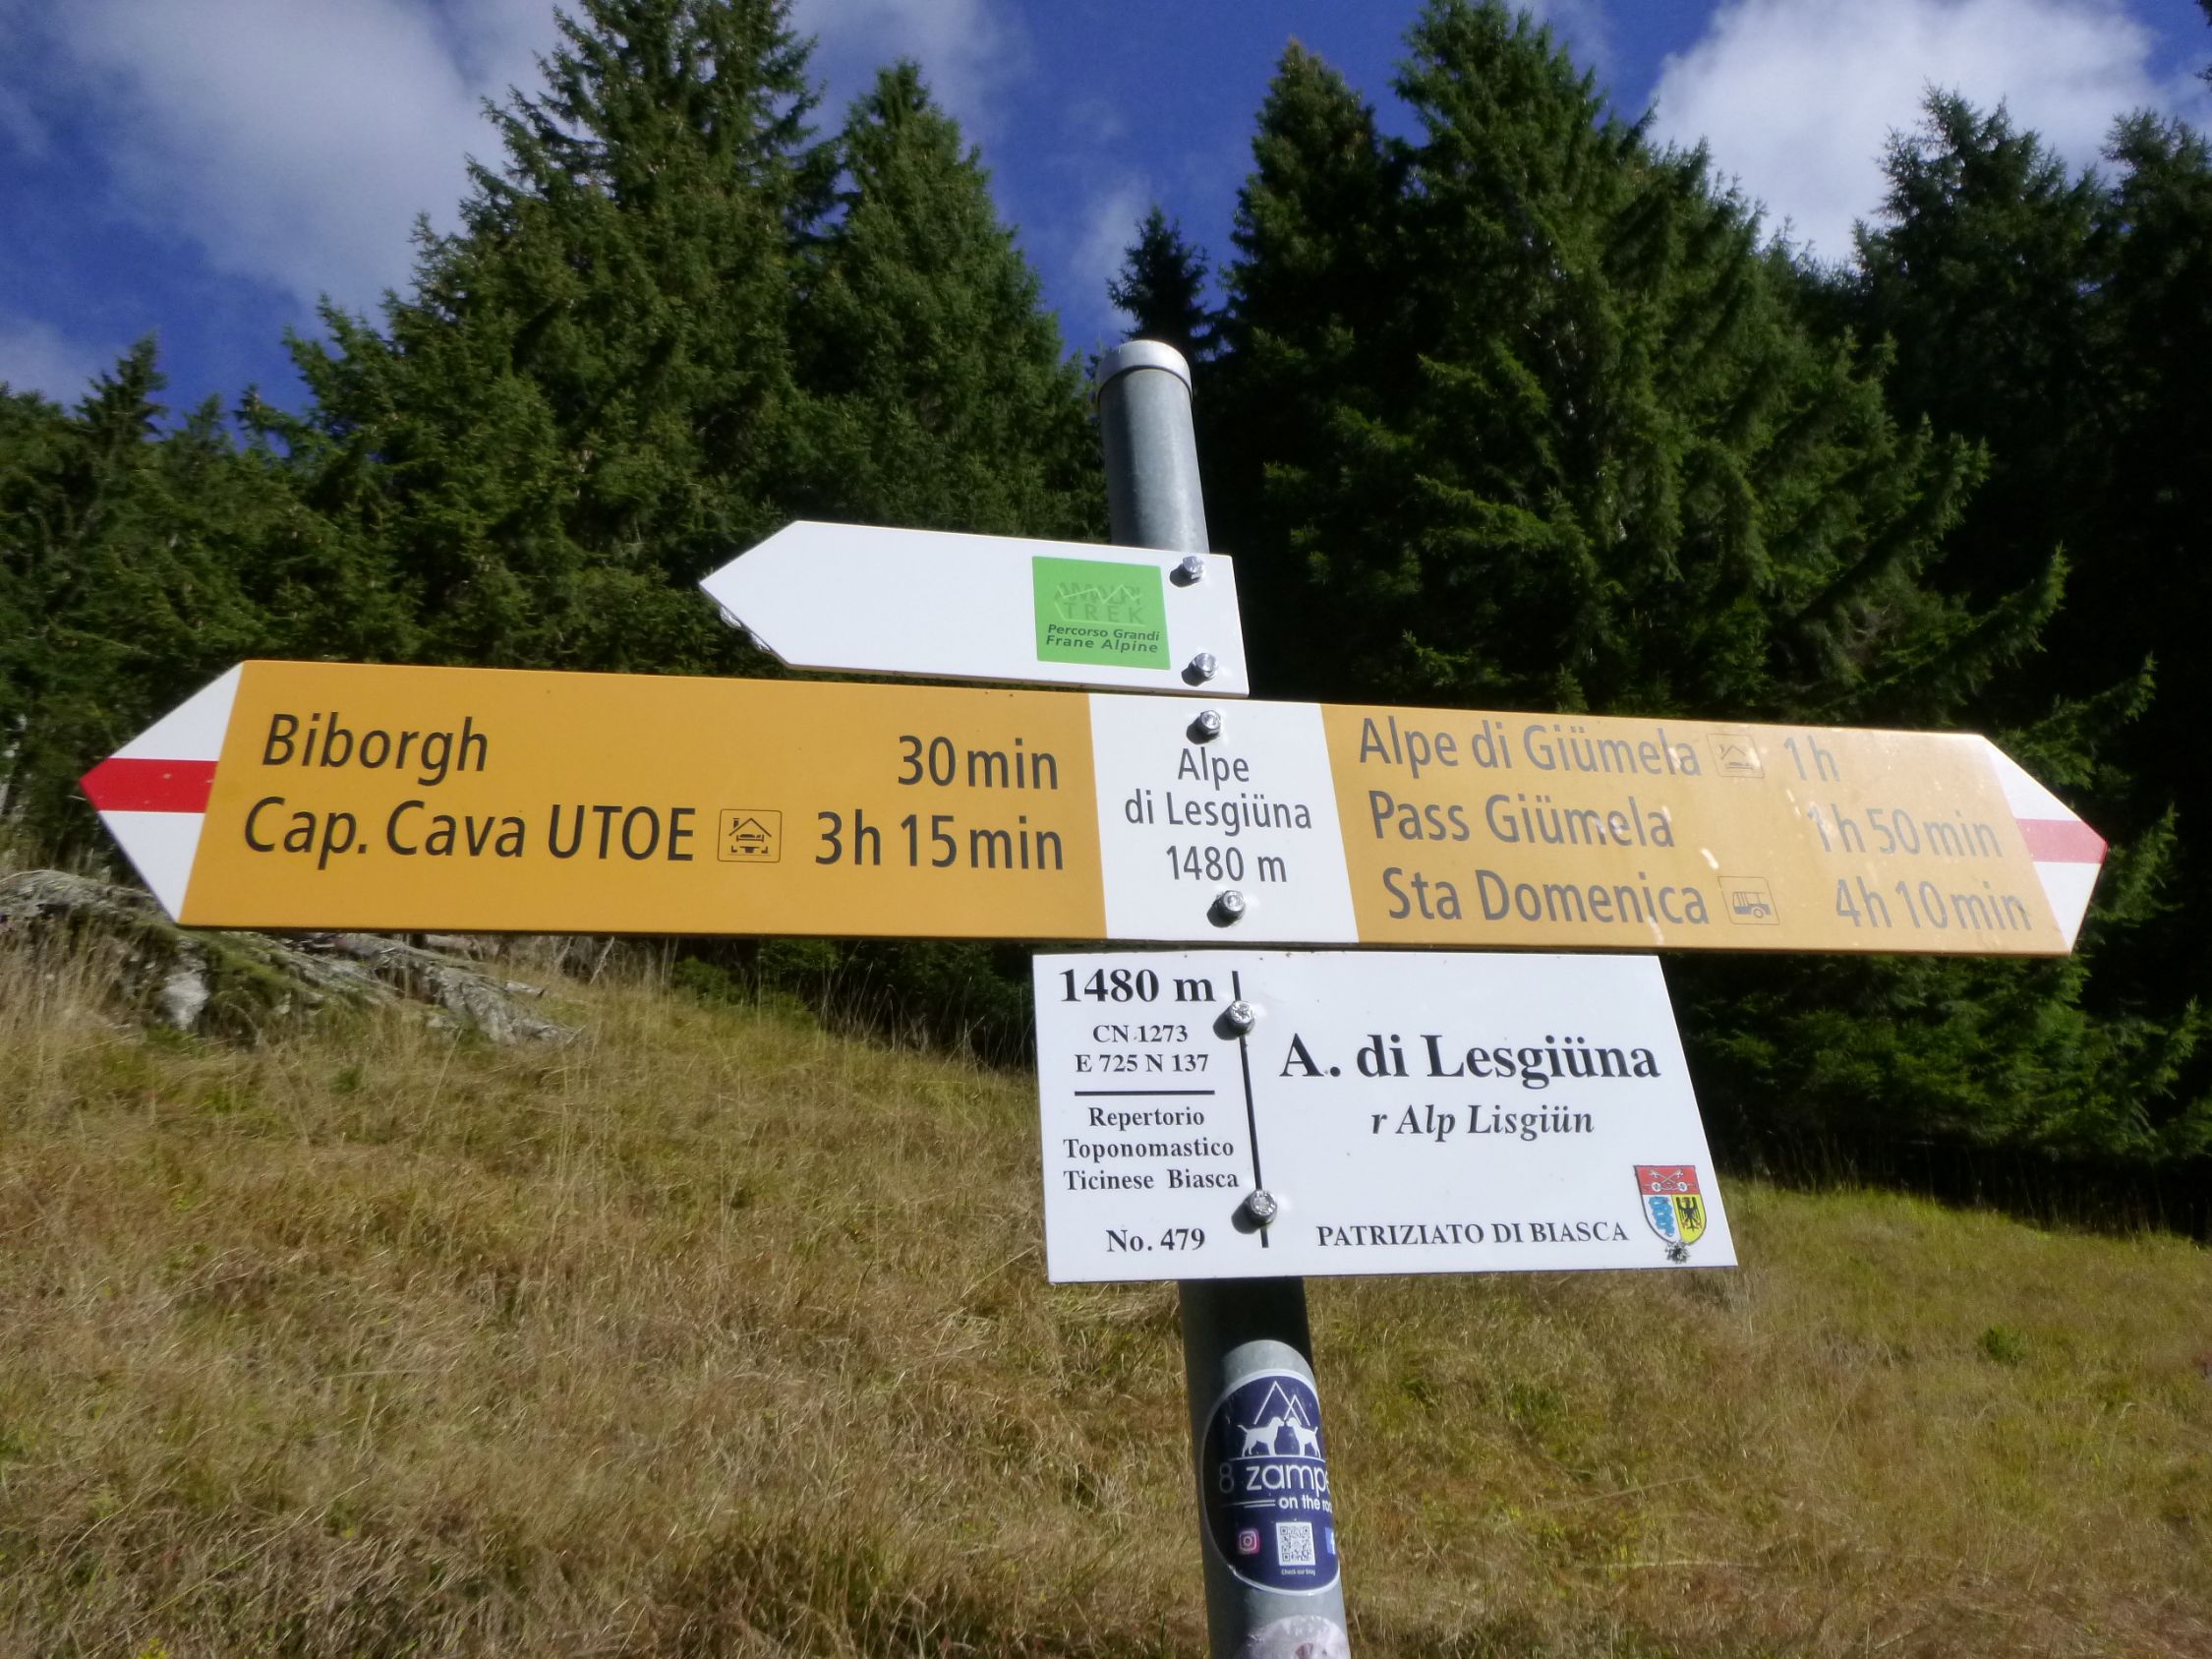 TREK
Percorso Grandi
Frane Alpine
Biborgh 30 min
Cap. Cava UTOE 3h 15 min
Alpe
di Lesgiüna
1480 m
Alpe di Giümela 1h
Pass Giümela 1h 50 min
Sta Domenica 4h 10 min
1480 m
CN 1273
E 725 N 137
Repertorio
Toponomastico
Ticinese Biasca
No. 479
A. di Lesgiüna
r Alp Lisgiün
PATRIZIATO DI BIASCA
8 zamp
on the